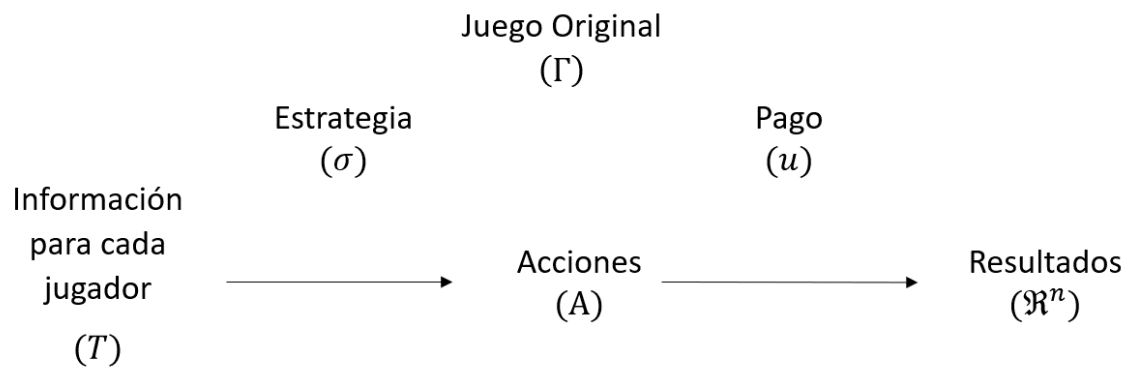 Juego Original
(Γ)
Estrategia
(σ)
Pago
(u)
Información
para cada
jugador
(T)
Acciones
(A)
Resultados
(ℜⁿ)